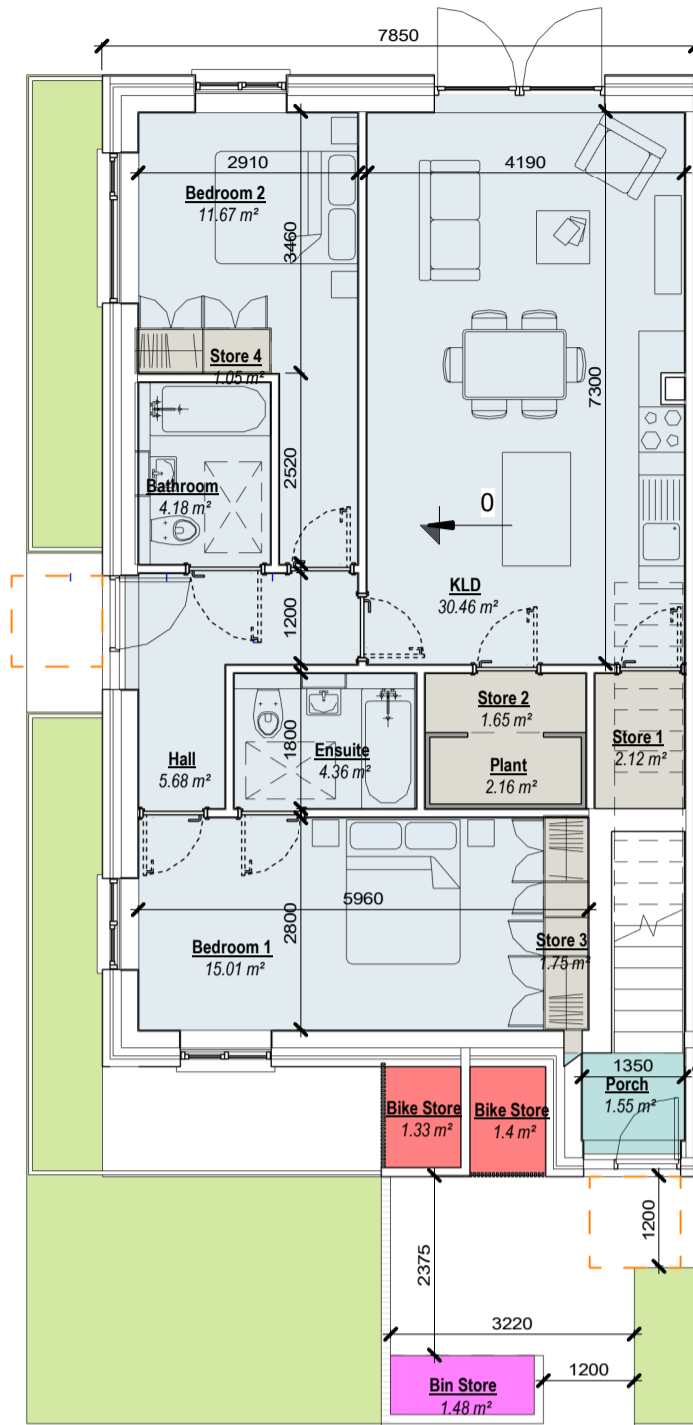 7850
2910
4190
Bedroom 2
11.67 m²
3460
Store 4
1.05 m²
7300
Bathroom
4.18 m²
2520
0
KLD
30.46 m²
1200
Hall
5.68 m²
1800
Ensuite
4.36 m²
Store 2
1.65 m²
Plant
2.16 m²
Store 1
2.12 m²
5960
2800
Bedroom 1
15.01 m²
Store 3
1.75 m²
1350
Porch
1.55 m²
Bike Store
1.33 m²
Bike Store
1.4 m²
1200
2375
3220
1200
Bin Store
1.48 m²